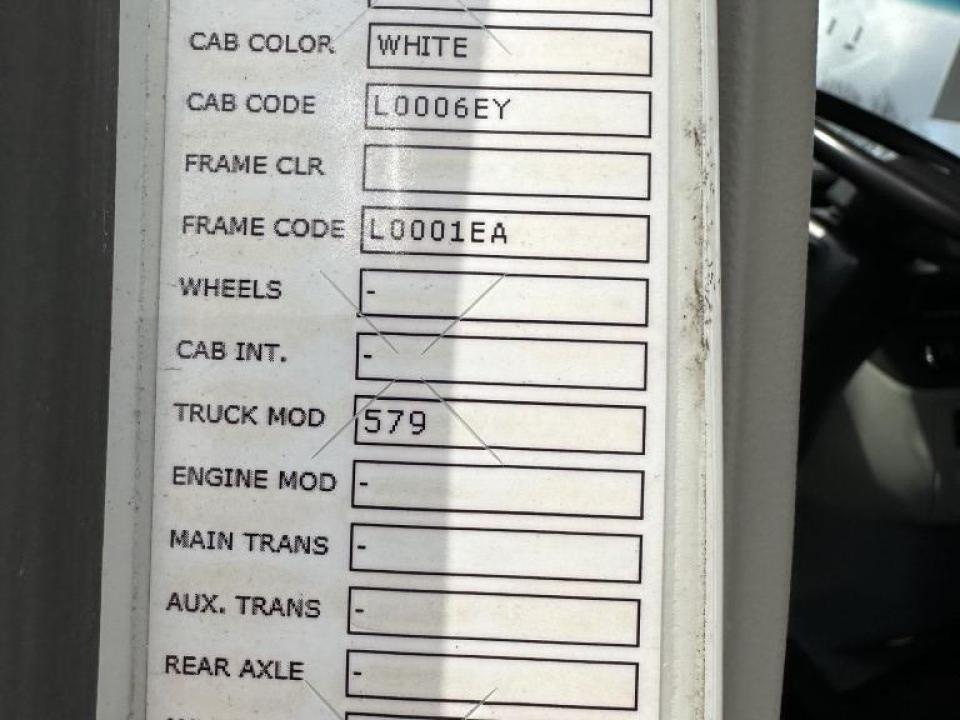 CAB COLOR WHITE
CAB CODE L0006EY
FRAME CLR
FRAME CODE L0001EA
WHEELS -
CAB INT. -
TRUCK MOD 579
ENGINE MOD -
MAIN TRANS -
AUX. TRANS -
REAR AXLE -